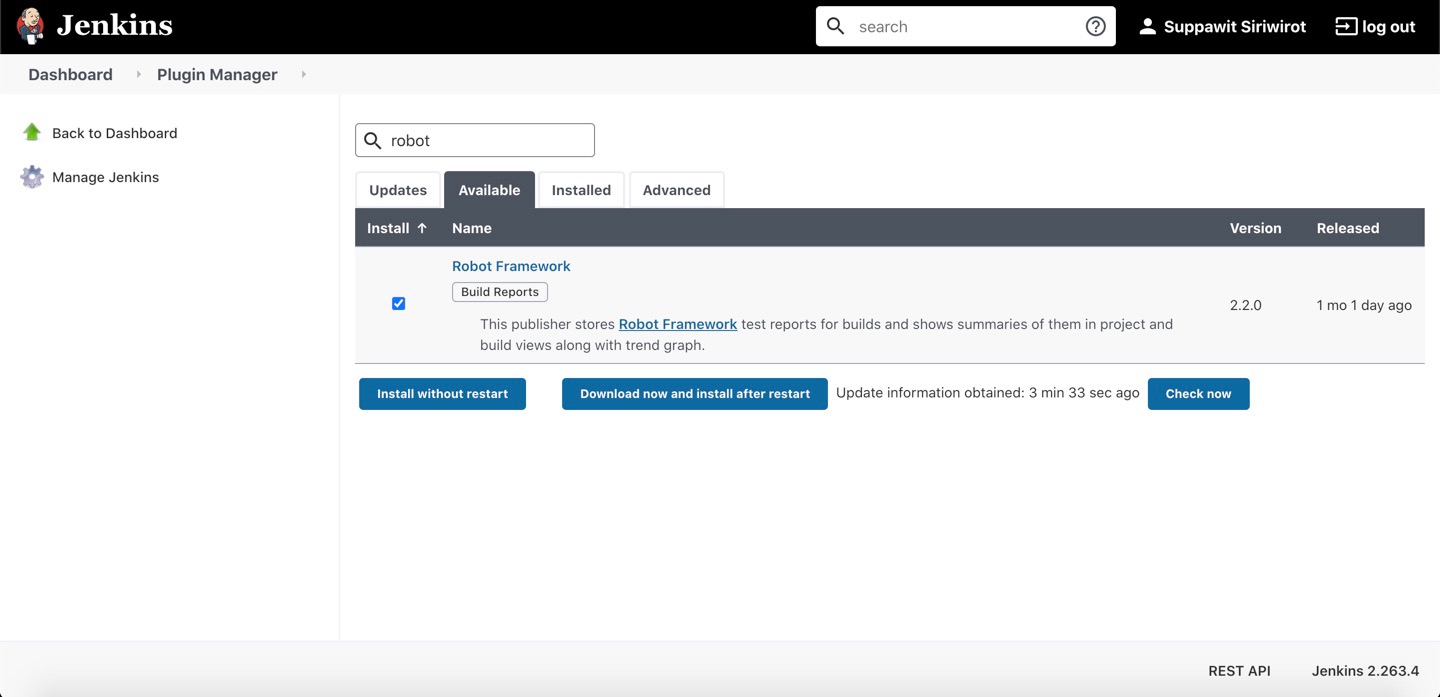 Jenkins
search
Suppawit Siriwirot
log out
Dashboard
Plugin Manager
Back to Dashboard
Manage Jenkins
robot
Updates
Available
Installed
Advanced
Install ↑ Name Version Released
Robot Framework
Build Reports
This publisher stores Robot Framework test reports for builds and shows summaries of them in project and
build views along with trend graph.
2.2.0
1 mo 1 day ago
Install without restart
Download now and install after restart
Update information obtained: 3 min 33 sec ago
Check now
REST API
Jenkins 2.263.4